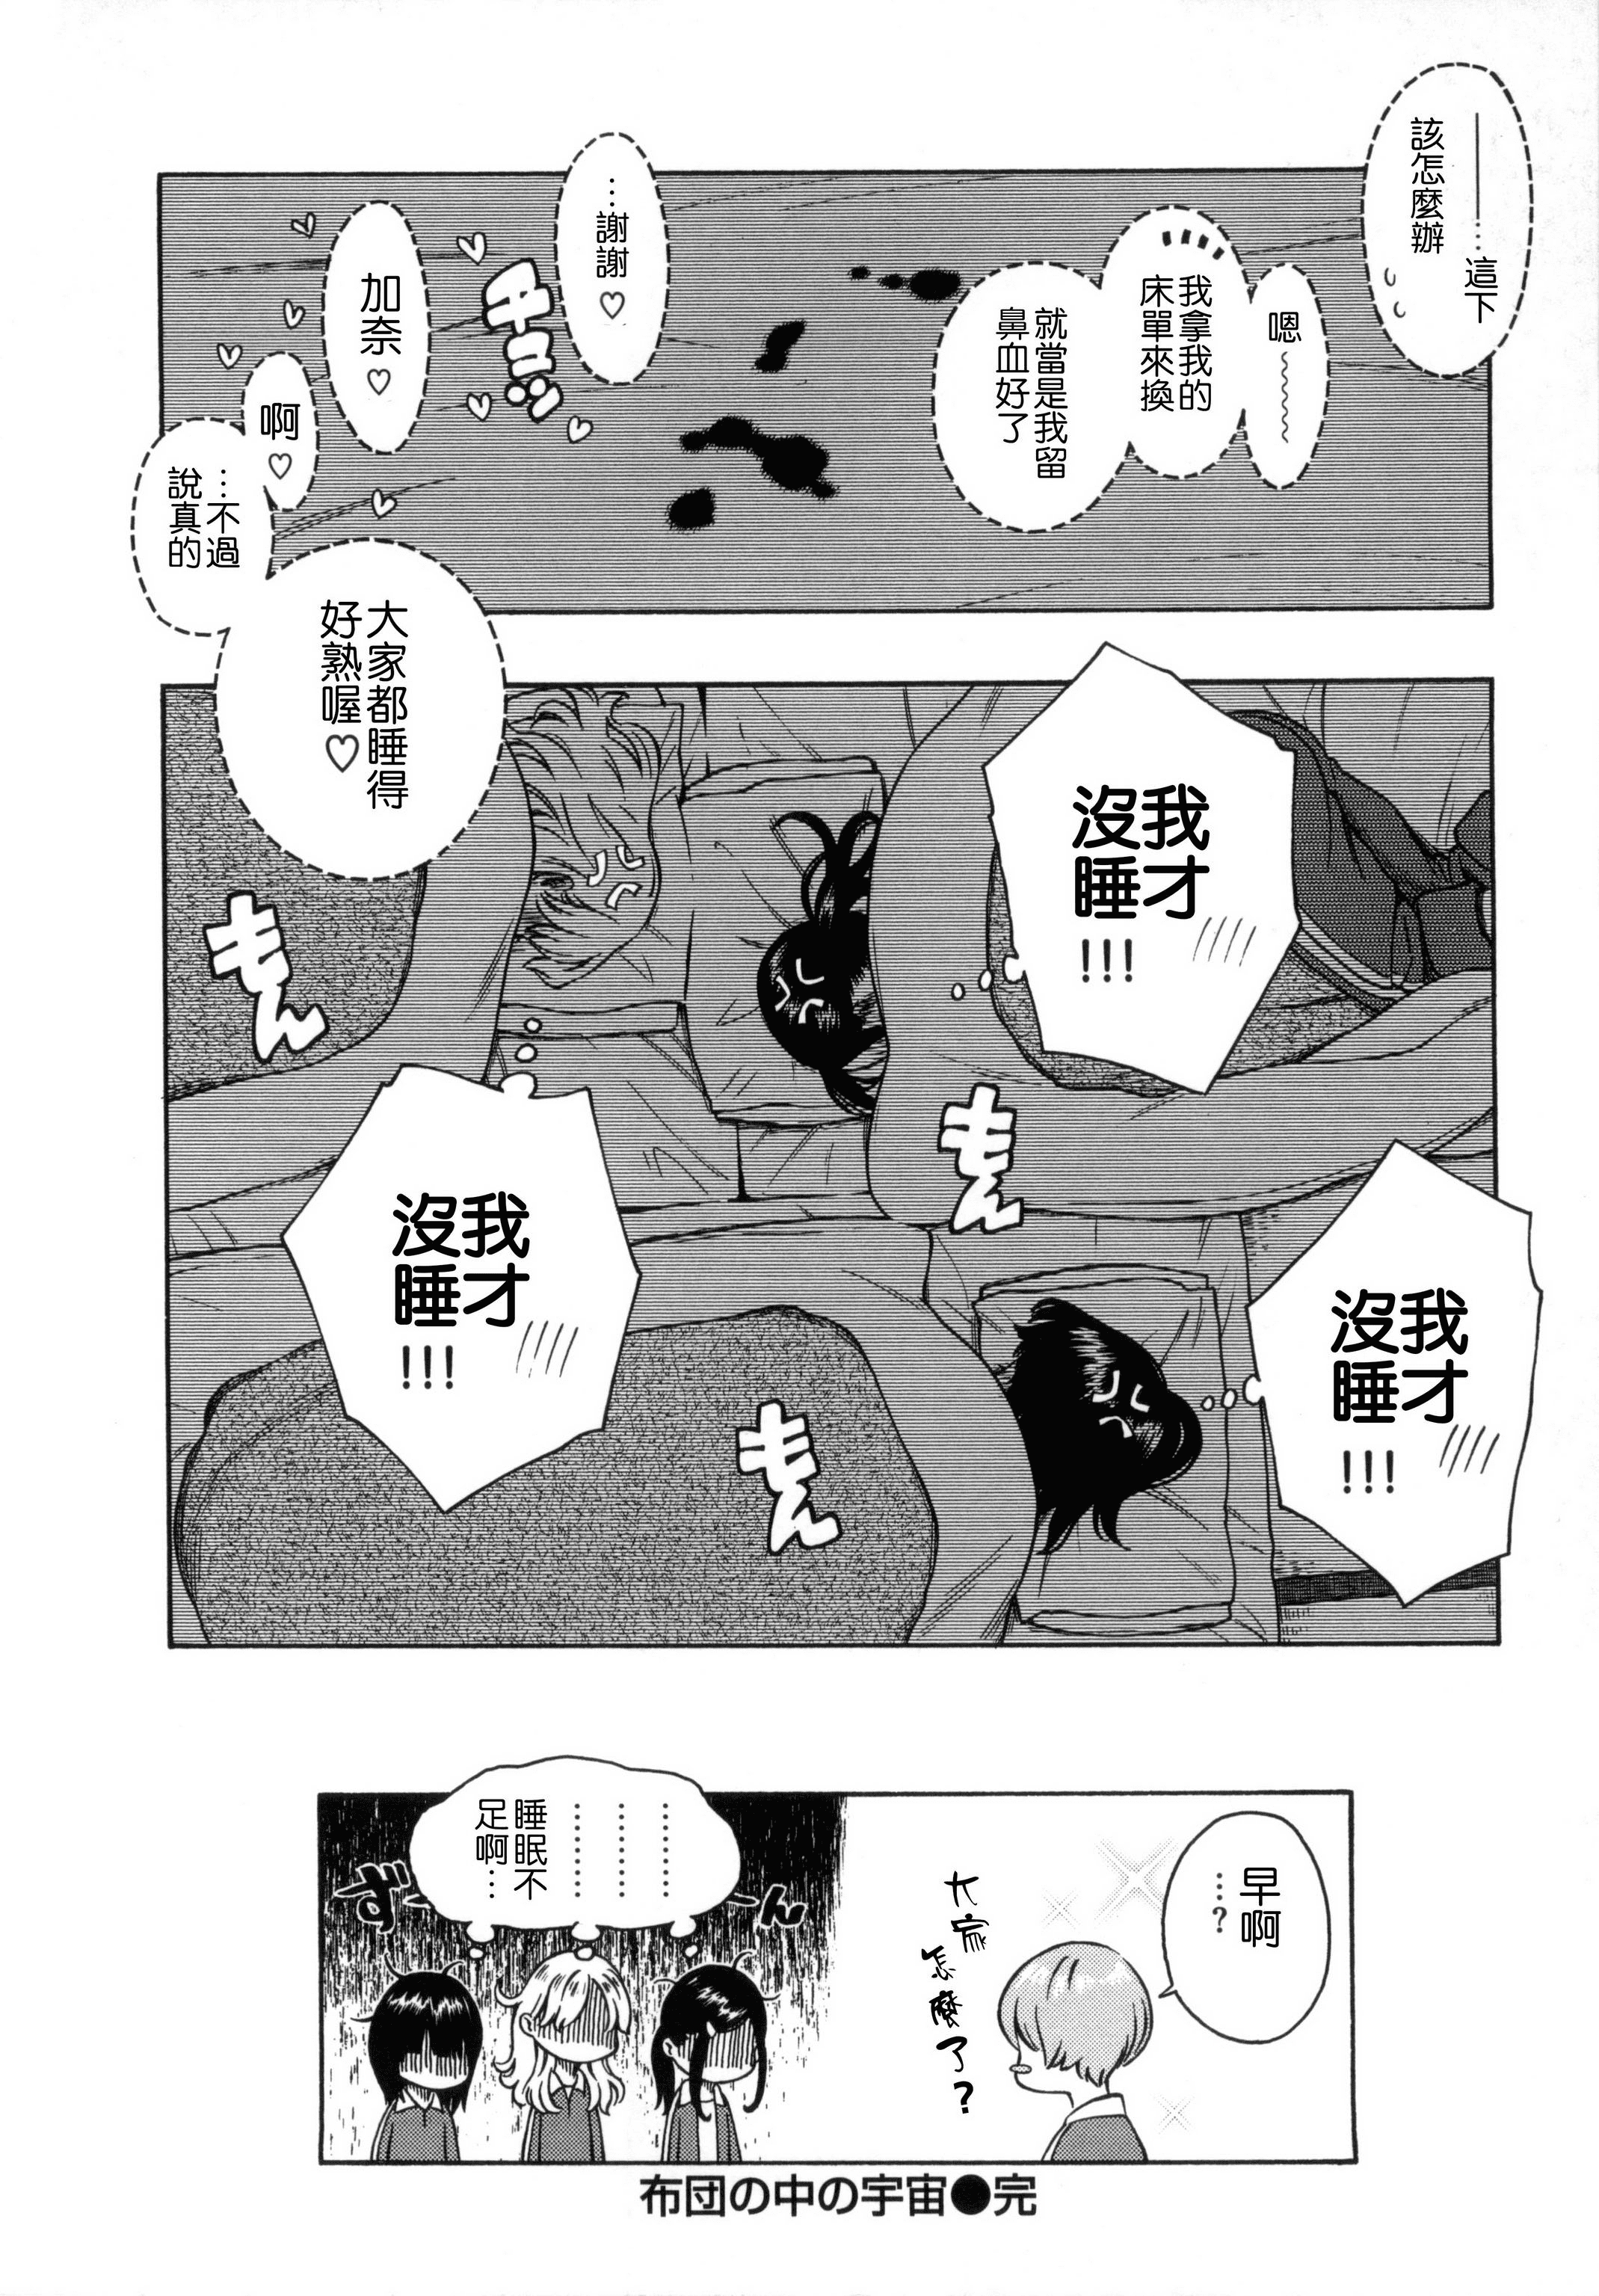 ────……這下
該怎麼辦
嗯～～～
我拿我的
床單來換
就當是我留
鼻血好了
…謝謝♡
チュッ
加奈♡
啊♡
…不過
說真的
大家都睡得
好熟喔♡
我才
沒睡!!!
もん
我才
沒睡!!!
もん
我才
沒睡!!!
もん
早啊
…?
大家
怎麼了？
………
………
………
睡眠不
足啊…
ずーーん
布団の中の宇宙●完